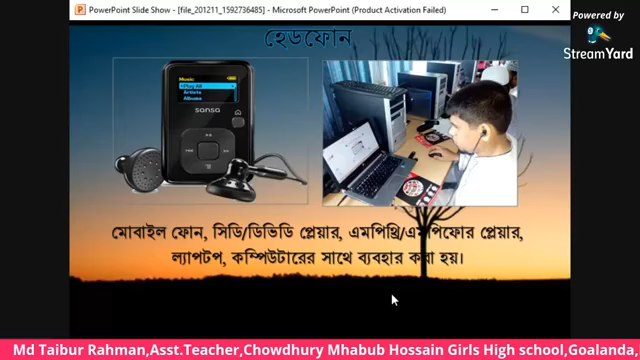 PowerPoint Slide Show - [file_201211_1592736485] - Microsoft PowerPoint (Product Activation Failed)
Powered by
StreamYard
হেডফোন
Music
Play All
Artists
Albums
sansa
মোবাইল ফোন, সিডি/ডিভিডি প্লেয়ার, এমপিথ্রি/এমপিফোর প্লেয়ার,
ল্যাপটপ, কম্পিউটারের সাথে ব্যবহার করা হয়।
Md Taibur Rahman,Asst.Teacher,Chowdhury Mhabub Hossain Girls High school,Goalanda,